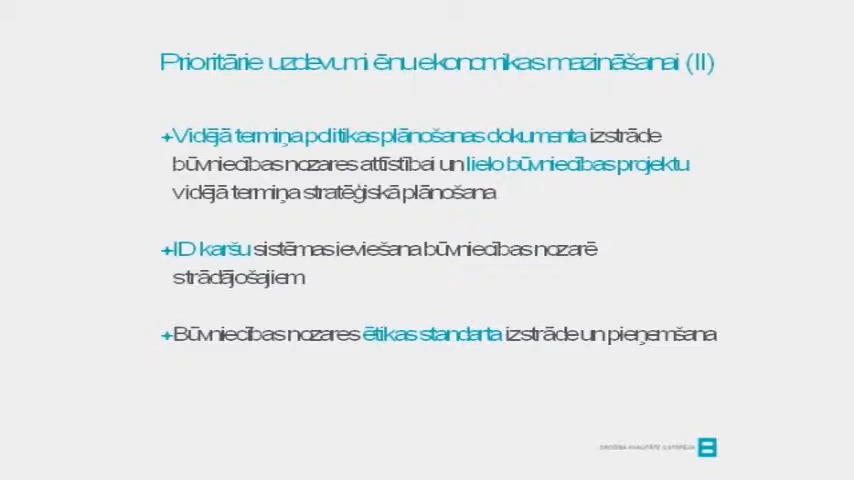 Prioritārie uzdevumi ēnu ekonomikas mazināšanai (II)
+Vidējā termiņa politikas plānošanas dokumenta izstrāde
būvniecības nozares attīstībai un lielo būvniecības projektu
vidējā termiņa stratēģiskā plānošana
+ID karšu sistēmas ieviešana būvniecības nozarē
strādājošajiem
+Būvniecības nozares ētikas standarta izstrāde un pieņemšana